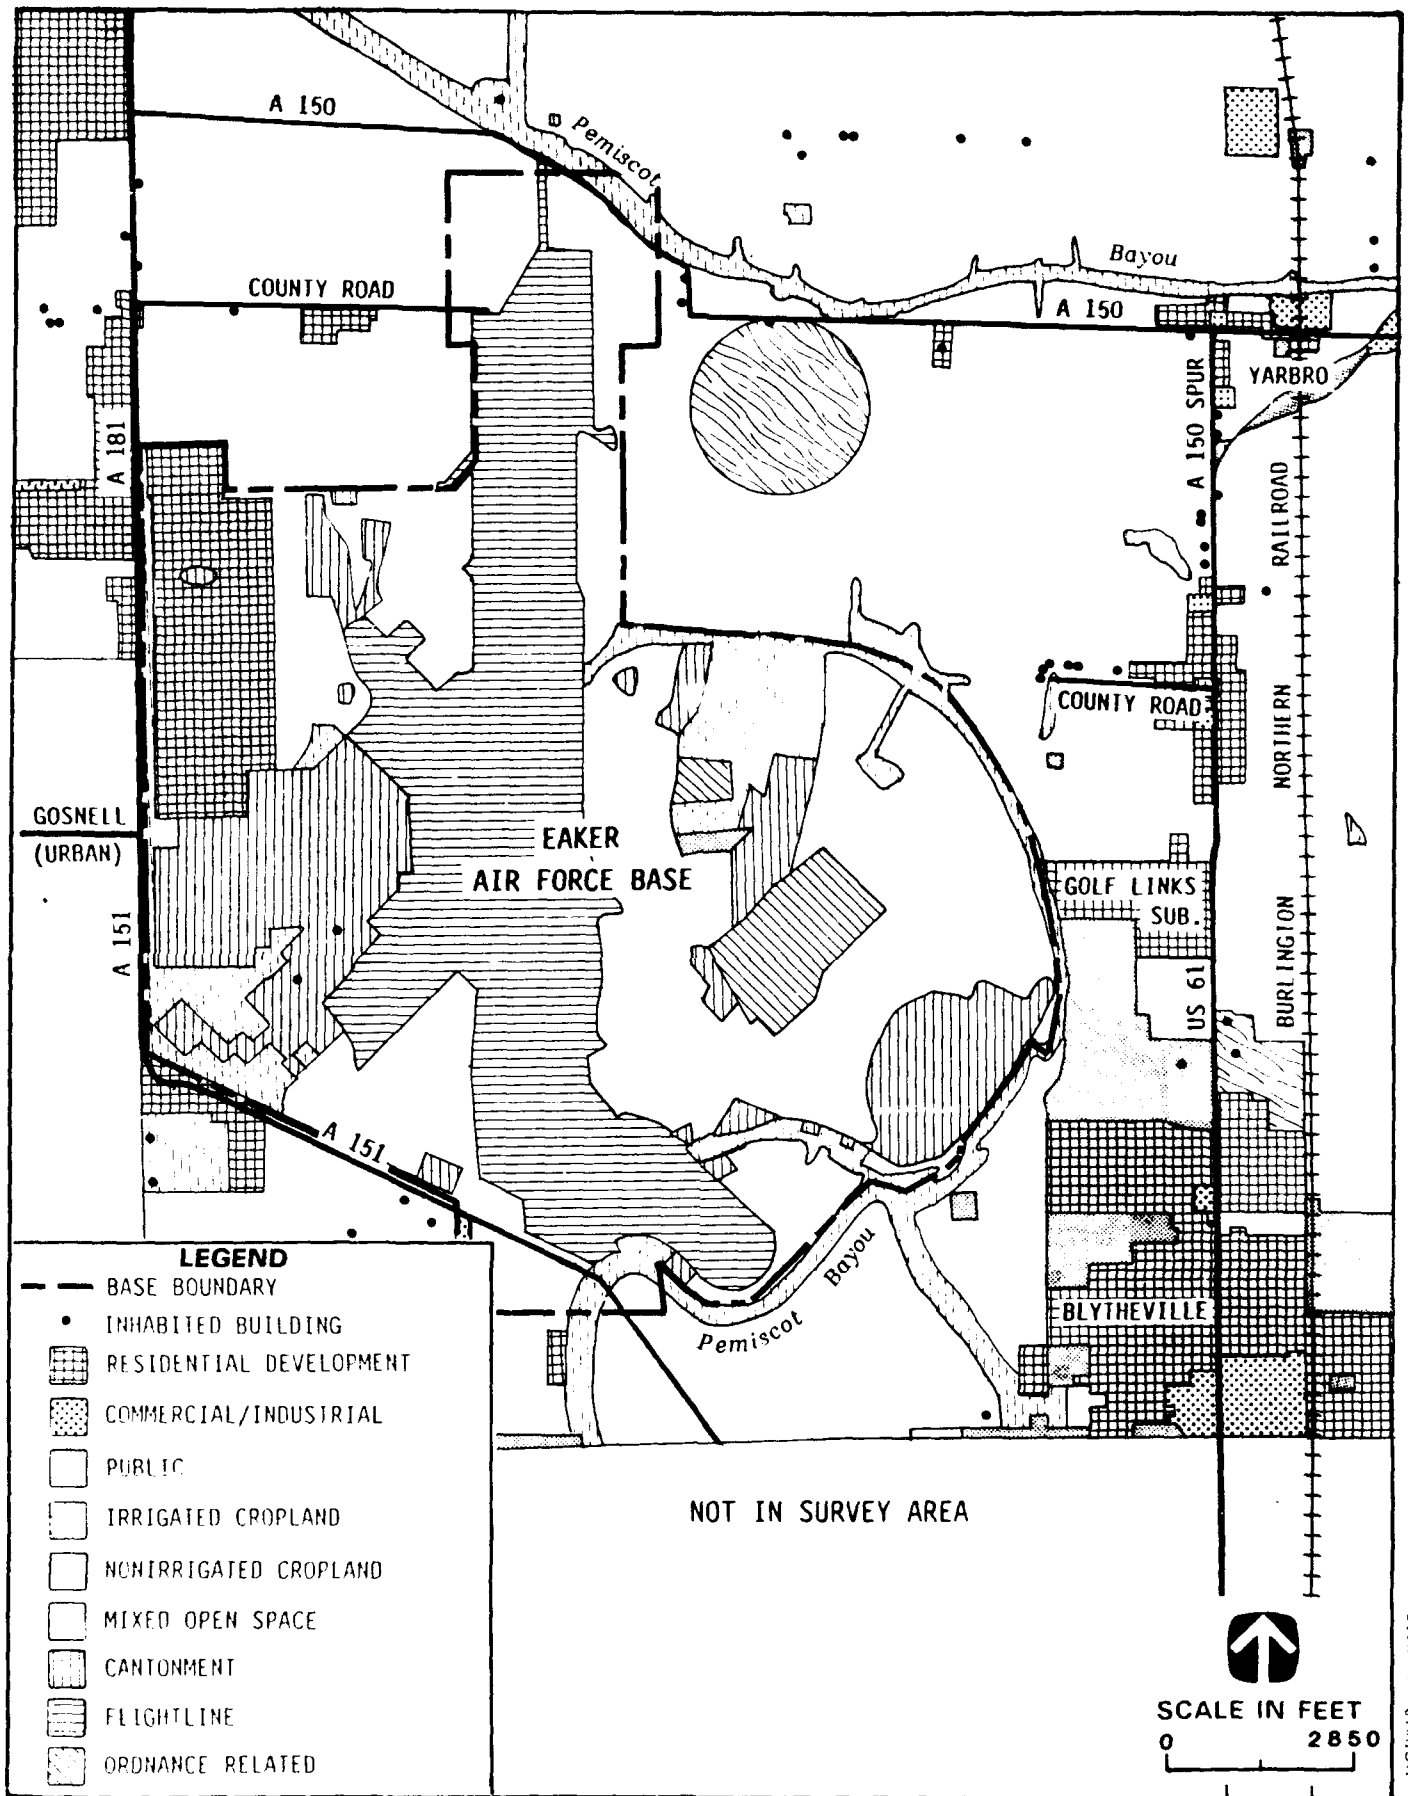 A 150
Pemiscot
Bayou
COUNTY ROAD
A 150
YARBRO
A 181
A 150 SPUR
RAILROAD
NORTHERN
BURLINGTON
COUNTY ROAD
GOSNELL
(URBAN)
EAKER
AIR FORCE BASE
GOLF LINKS
SUB.
A 151
US 61
A 151
Pemiscot
Bayou
BLYTHEVILLE
LEGEND
BASE BOUNDARY
INHABITED BUILDING
RESIDENTIAL DEVELOPMENT
COMMERCIAL/INDUSTRIAL
PUBLIC
IRRIGATED CROPLAND
NONIRRIGATED CROPLAND
MIXED OPEN SPACE
CANTONMENT
FLIGHTLINE
ORDNANCE RELATED
NOT IN SURVEY AREA
SCALE IN FEET
0 2850